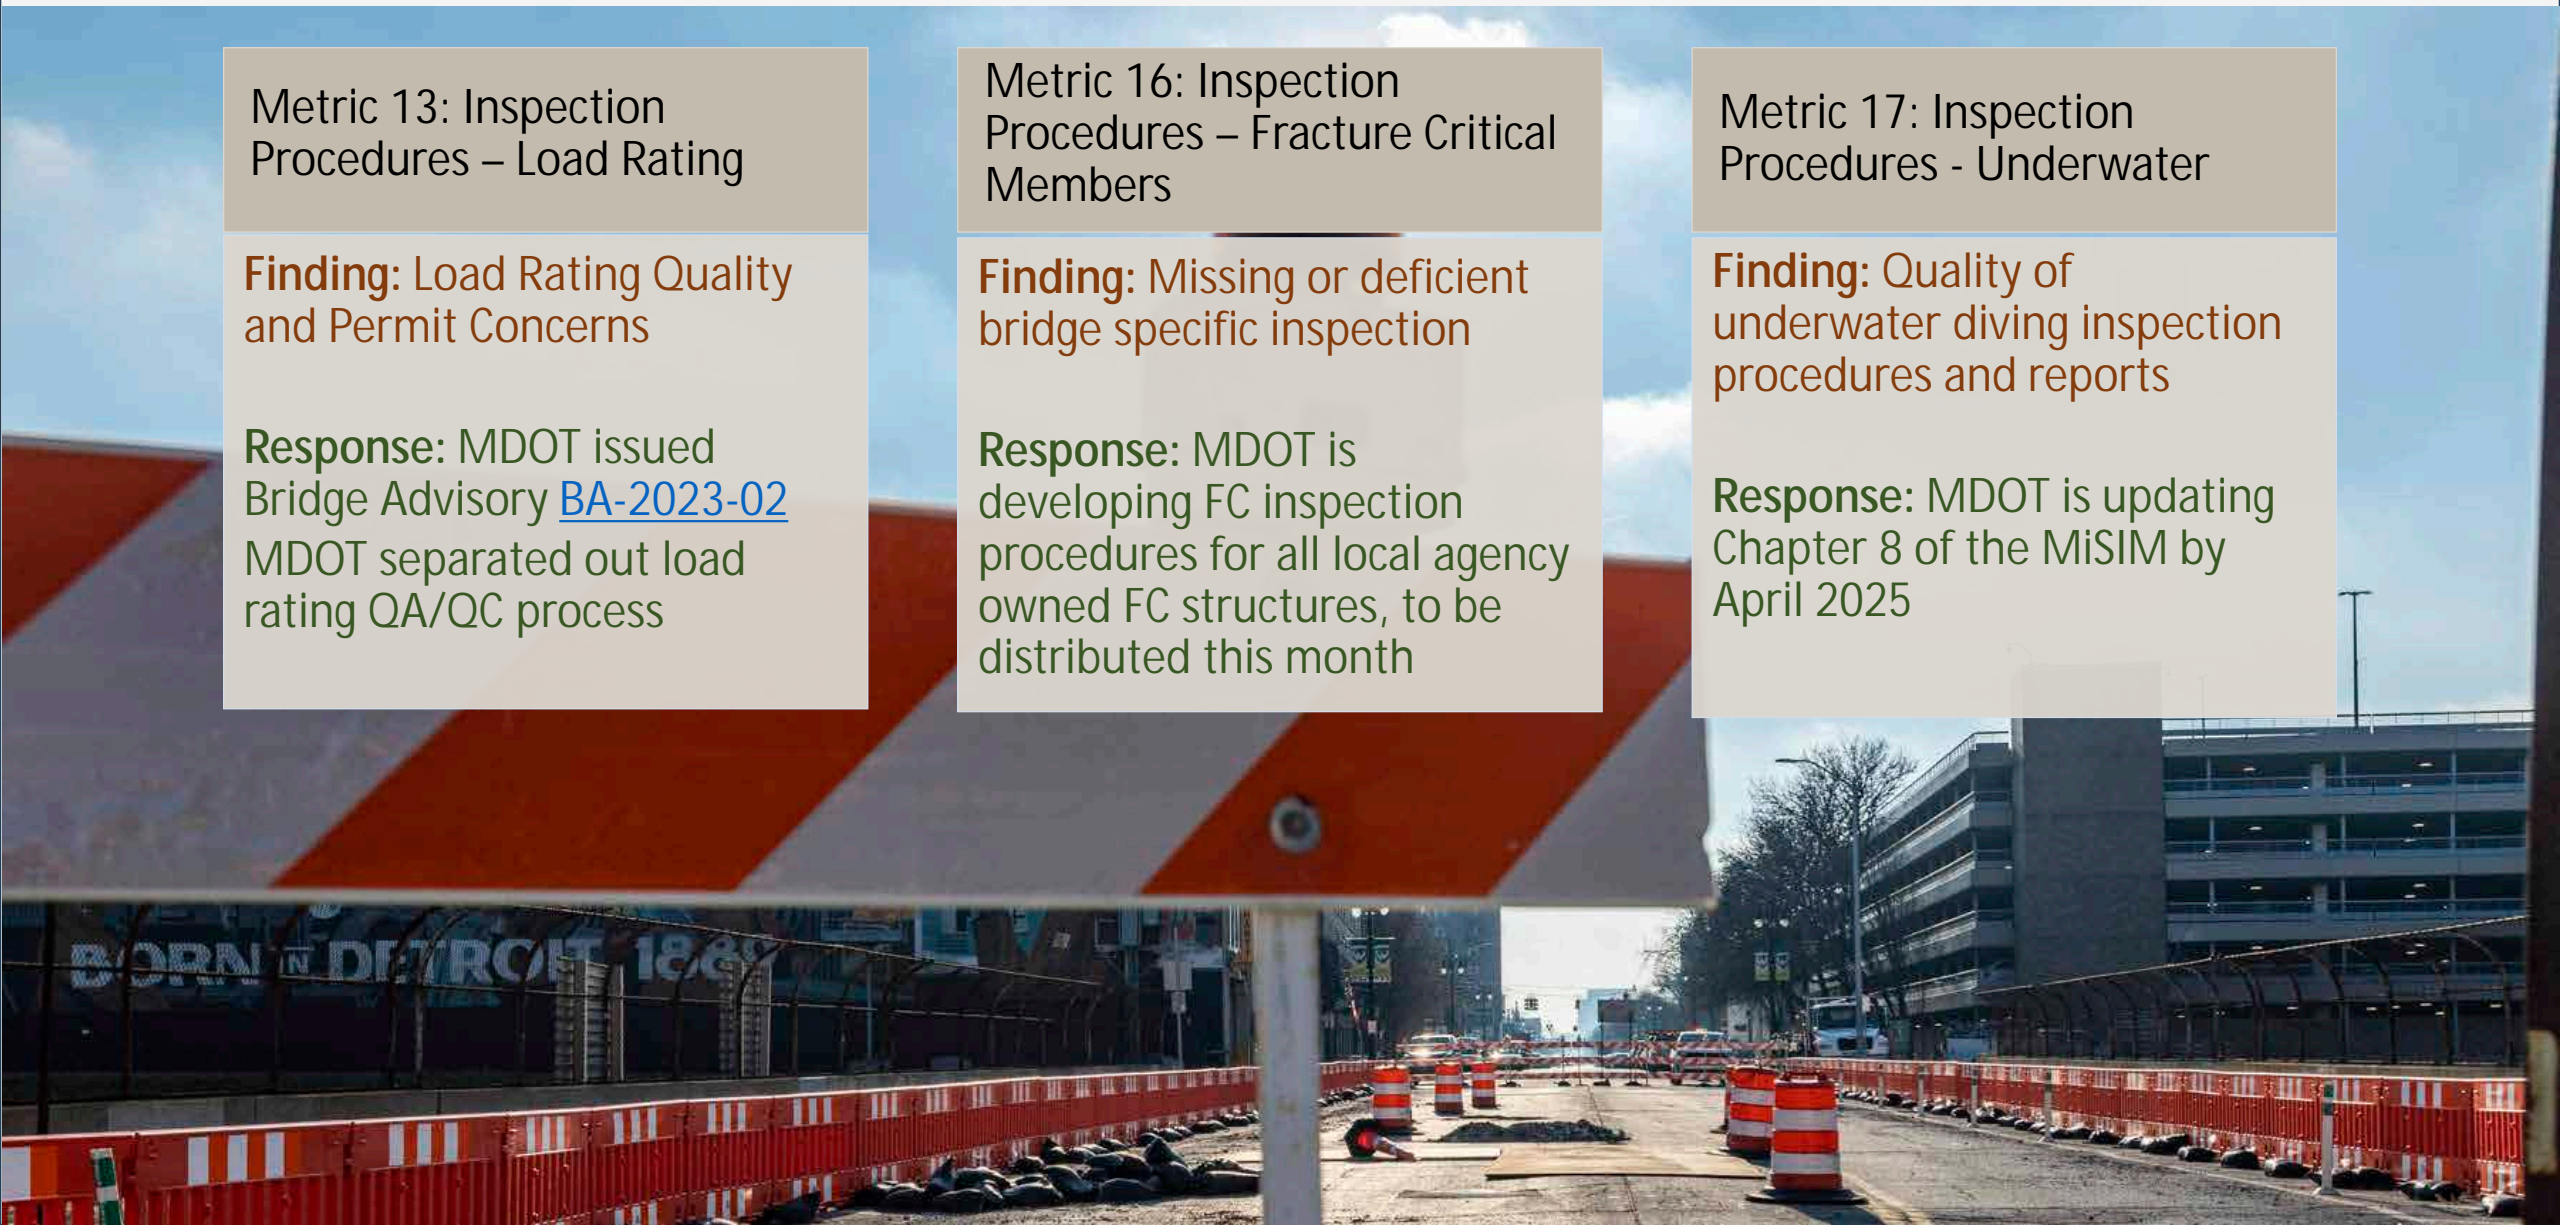 Metric 13: Inspection
Procedures – Load Rating
Finding: Load Rating Quality
and Permit Concerns
Response: MDOT issued
Bridge Advisory BA-2023-02
MDOT separated out load
rating QA/QC process
Metric 16: Inspection
Procedures – Fracture Critical
Members
Finding: Missing or deficient
bridge specific inspection
Response: MDOT is
developing FC inspection
procedures for all local agency
owned FC structures, to be
distributed this month
Metric 17: Inspection
Procedures - Underwater
Finding: Quality of
underwater diving inspection
procedures and reports
Response: MDOT is updating
Chapter 8 of the MiSIM by
April 2025
BORN IN DETROIT 1889